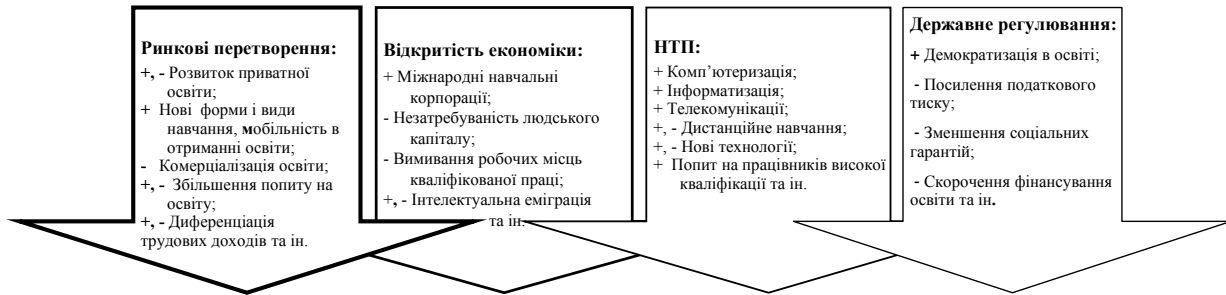 Ринкові перетворення:
+, - Розвиток приватної
освіти;
+ Нові форми і види
навчання, мобільність в
отриманні освіти;
- Комерціалізація освіти;
+, - Збільшення попиту на
освіту;
+, - Диференціація
трудових доходів та ін.
Відкритість економіки:
+ Міжнародні навчальні
корпорації;
- Незатребуваність людського
капіталу;
- Вимивання робочих місць
кваліфікованої праці;
+, - Інтелектуальна еміграція
та ін.
НТП:
+ Комп’ютеризація;
+ Інформатизація;
+ Телекомунікації;
+, - Дистанційне навчання;
+, - Нові технології;
+ Попит на працівників високої
кваліфікації та ін.
Державне регулювання:
+ Демократизація в освіті;
- Посилення податкового
тиску;
- Зменшення соціальних
гарантій;
- Скорочення фінансування
освіти та ін.